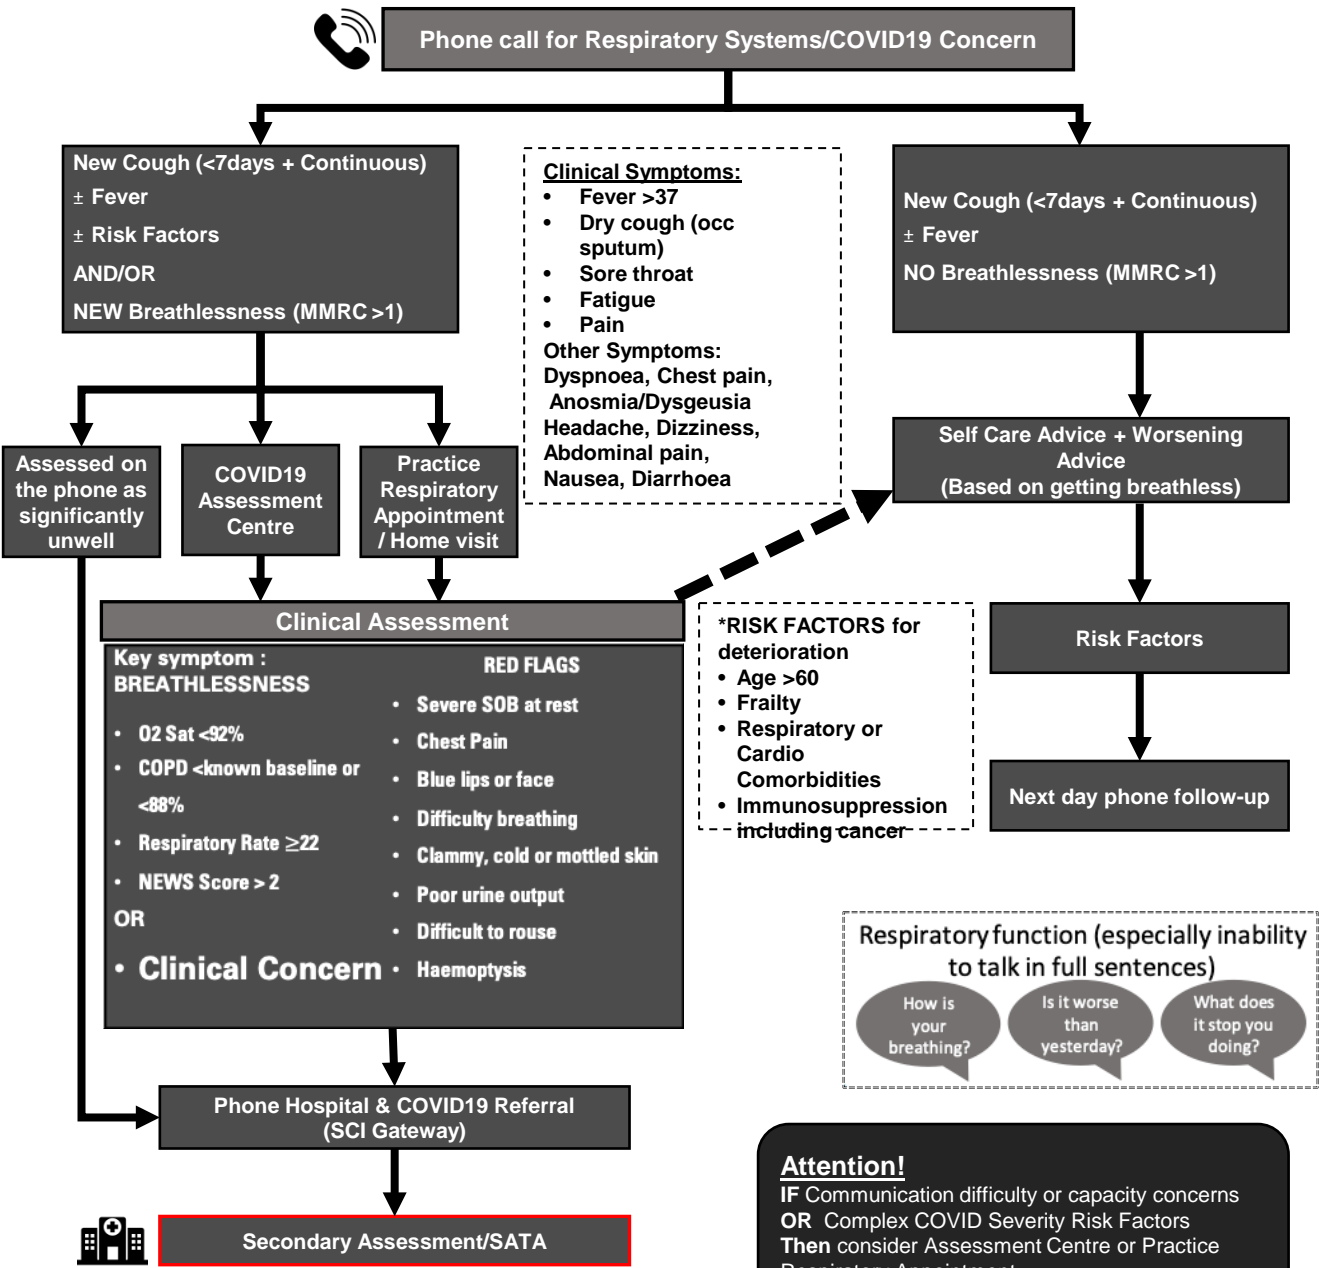 Phone call for Respiratory Systems/COVID19 Concern
New Cough (<7days + Continuous)
± Fever
± Risk Factors
AND/OR
NEW Breathlessness (MMRC >1)
Clinical Symptoms:
• Fever >37
• Dry cough (occ
sputum)
• Sore throat
• Fatigue
• Pain
Other Symptoms:
Dyspnoea, Chest pain,
Anosmia/Dysgeusia
Headache, Dizziness,
Abdominal pain,
Nausea, Diarrhoea
New Cough (<7days + Continuous)
± Fever
NO Breathlessness (MMRC >1)
Assessed on
the phone as
significantly
unwell
COVID19
Assessment
Centre
Practice
Respiratory
Appointment
/ Home visit
Self Care Advice + Worsening
Advice
(Based on getting breathless)
Clinical Assessment
Key symptom :
BREATHLESSNESS
• O2 Sat <92%
• COPD <known baseline or
<88%
• Respiratory Rate ≥22
• NEWS Score > 2
OR
• Clinical Concern
RED FLAGS
• Severe SOB at rest
• Chest Pain
• Blue lips or face
• Difficulty breathing
• Clammy, cold or mottled skin
• Poor urine output
• Difficult to rouse
• Haemoptysis
*RISK FACTORS for
deterioration
• Age >60
• Frailty
• Respiratory or
Cardio
Comorbidities
• Immunosuppression
including cancer
Risk Factors
Next day phone follow-up
Respiratory function (especially inability
to talk in full sentences)
How is
your
breathing?
Is it worse
than
yesterday?
What does
it stop you
doing?
Phone Hospital & COVID19 Referral
(SCI Gateway)
Secondary Assessment/SATA
Attention!
IF Communication difficulty or capacity concerns
OR Complex COVID Severity Risk Factors
Then consider Assessment Centre or Practice
Respiratory Appointment